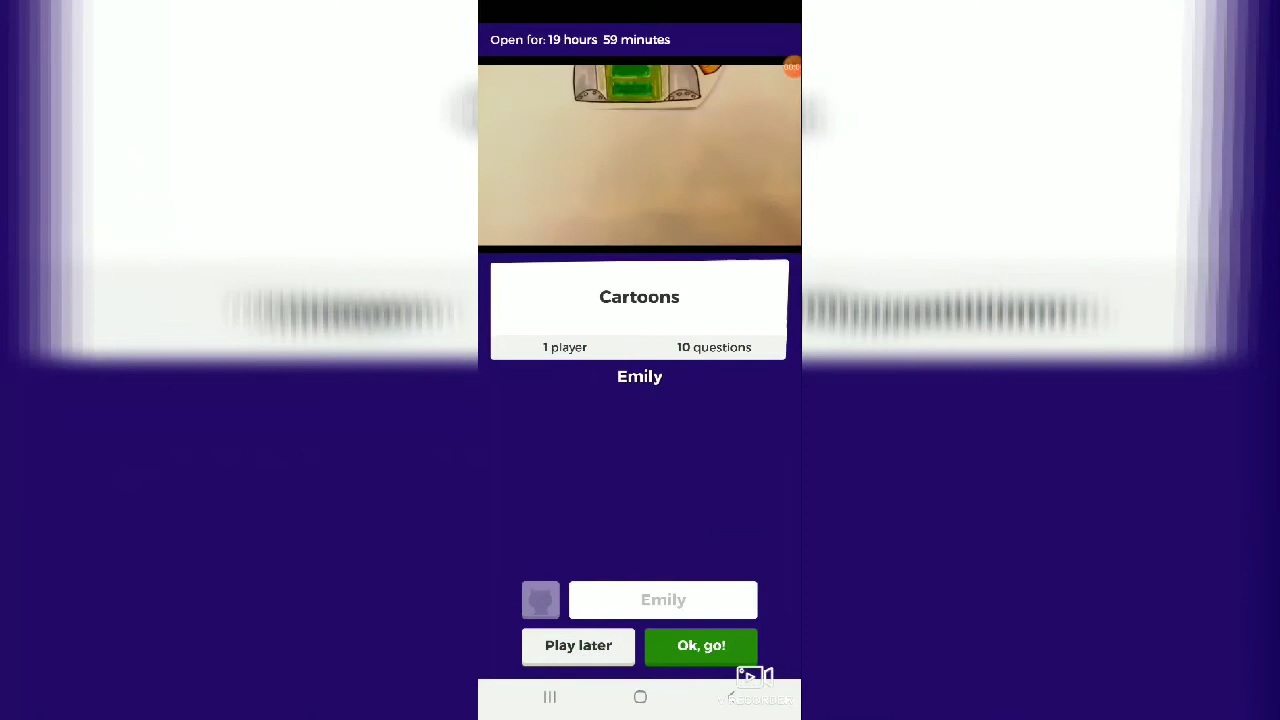 Open for: 19 hours 59 minutes
Cartoons
1 player
10 questions
Emily
Emily
Play later
Ok, go!